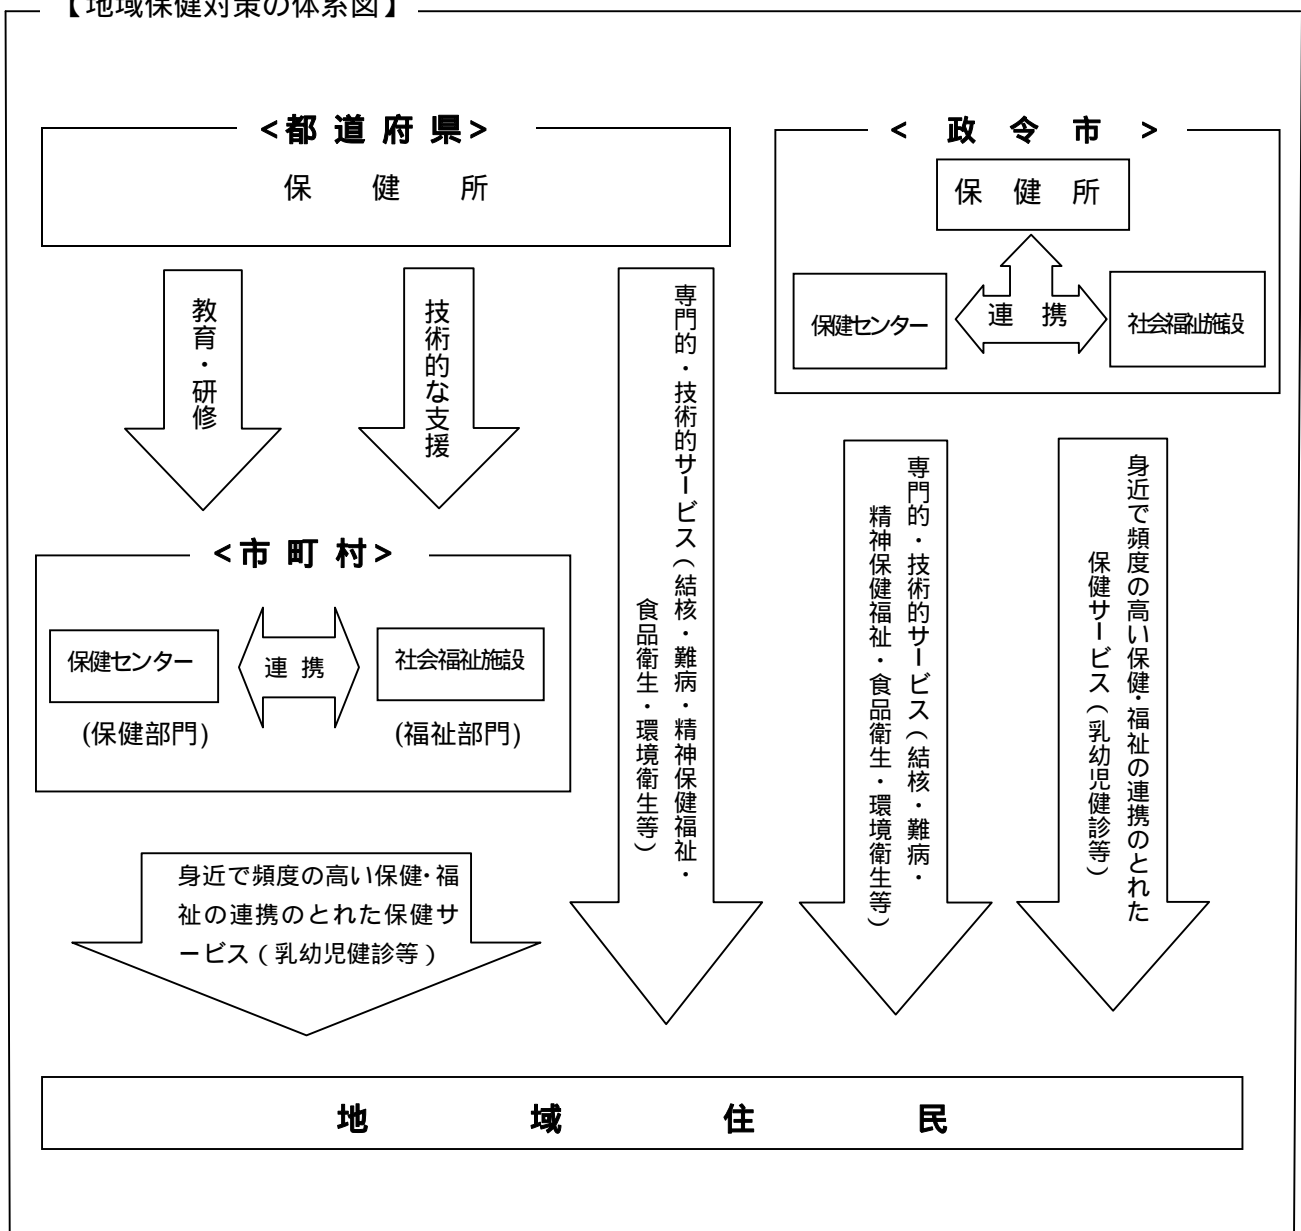 【地域保健対策の体系図】
<都道府県>
保健所
<政令市>
保健所
保健センター
連携
社会福祉施設
教育・研修
技術的な支援
専門的・技術的サービス(結核・難病・精神保健福祉・
食品衛生・環境衛生等)
<市町村>
保健センター
連携
社会福祉施設
(保健部門)
(福祉部門)
専門的・技術的サービス(結核・難病・
精神保健福祉・食品衛生・環境衛生等)
身近で頻度の高い保健・福祉の連携のとれた
保健サービス(乳幼児健診等)
身近で頻度の高い保健・福
祉の連携のとれた保健サ
ービス(乳幼児健診等)
地域住民